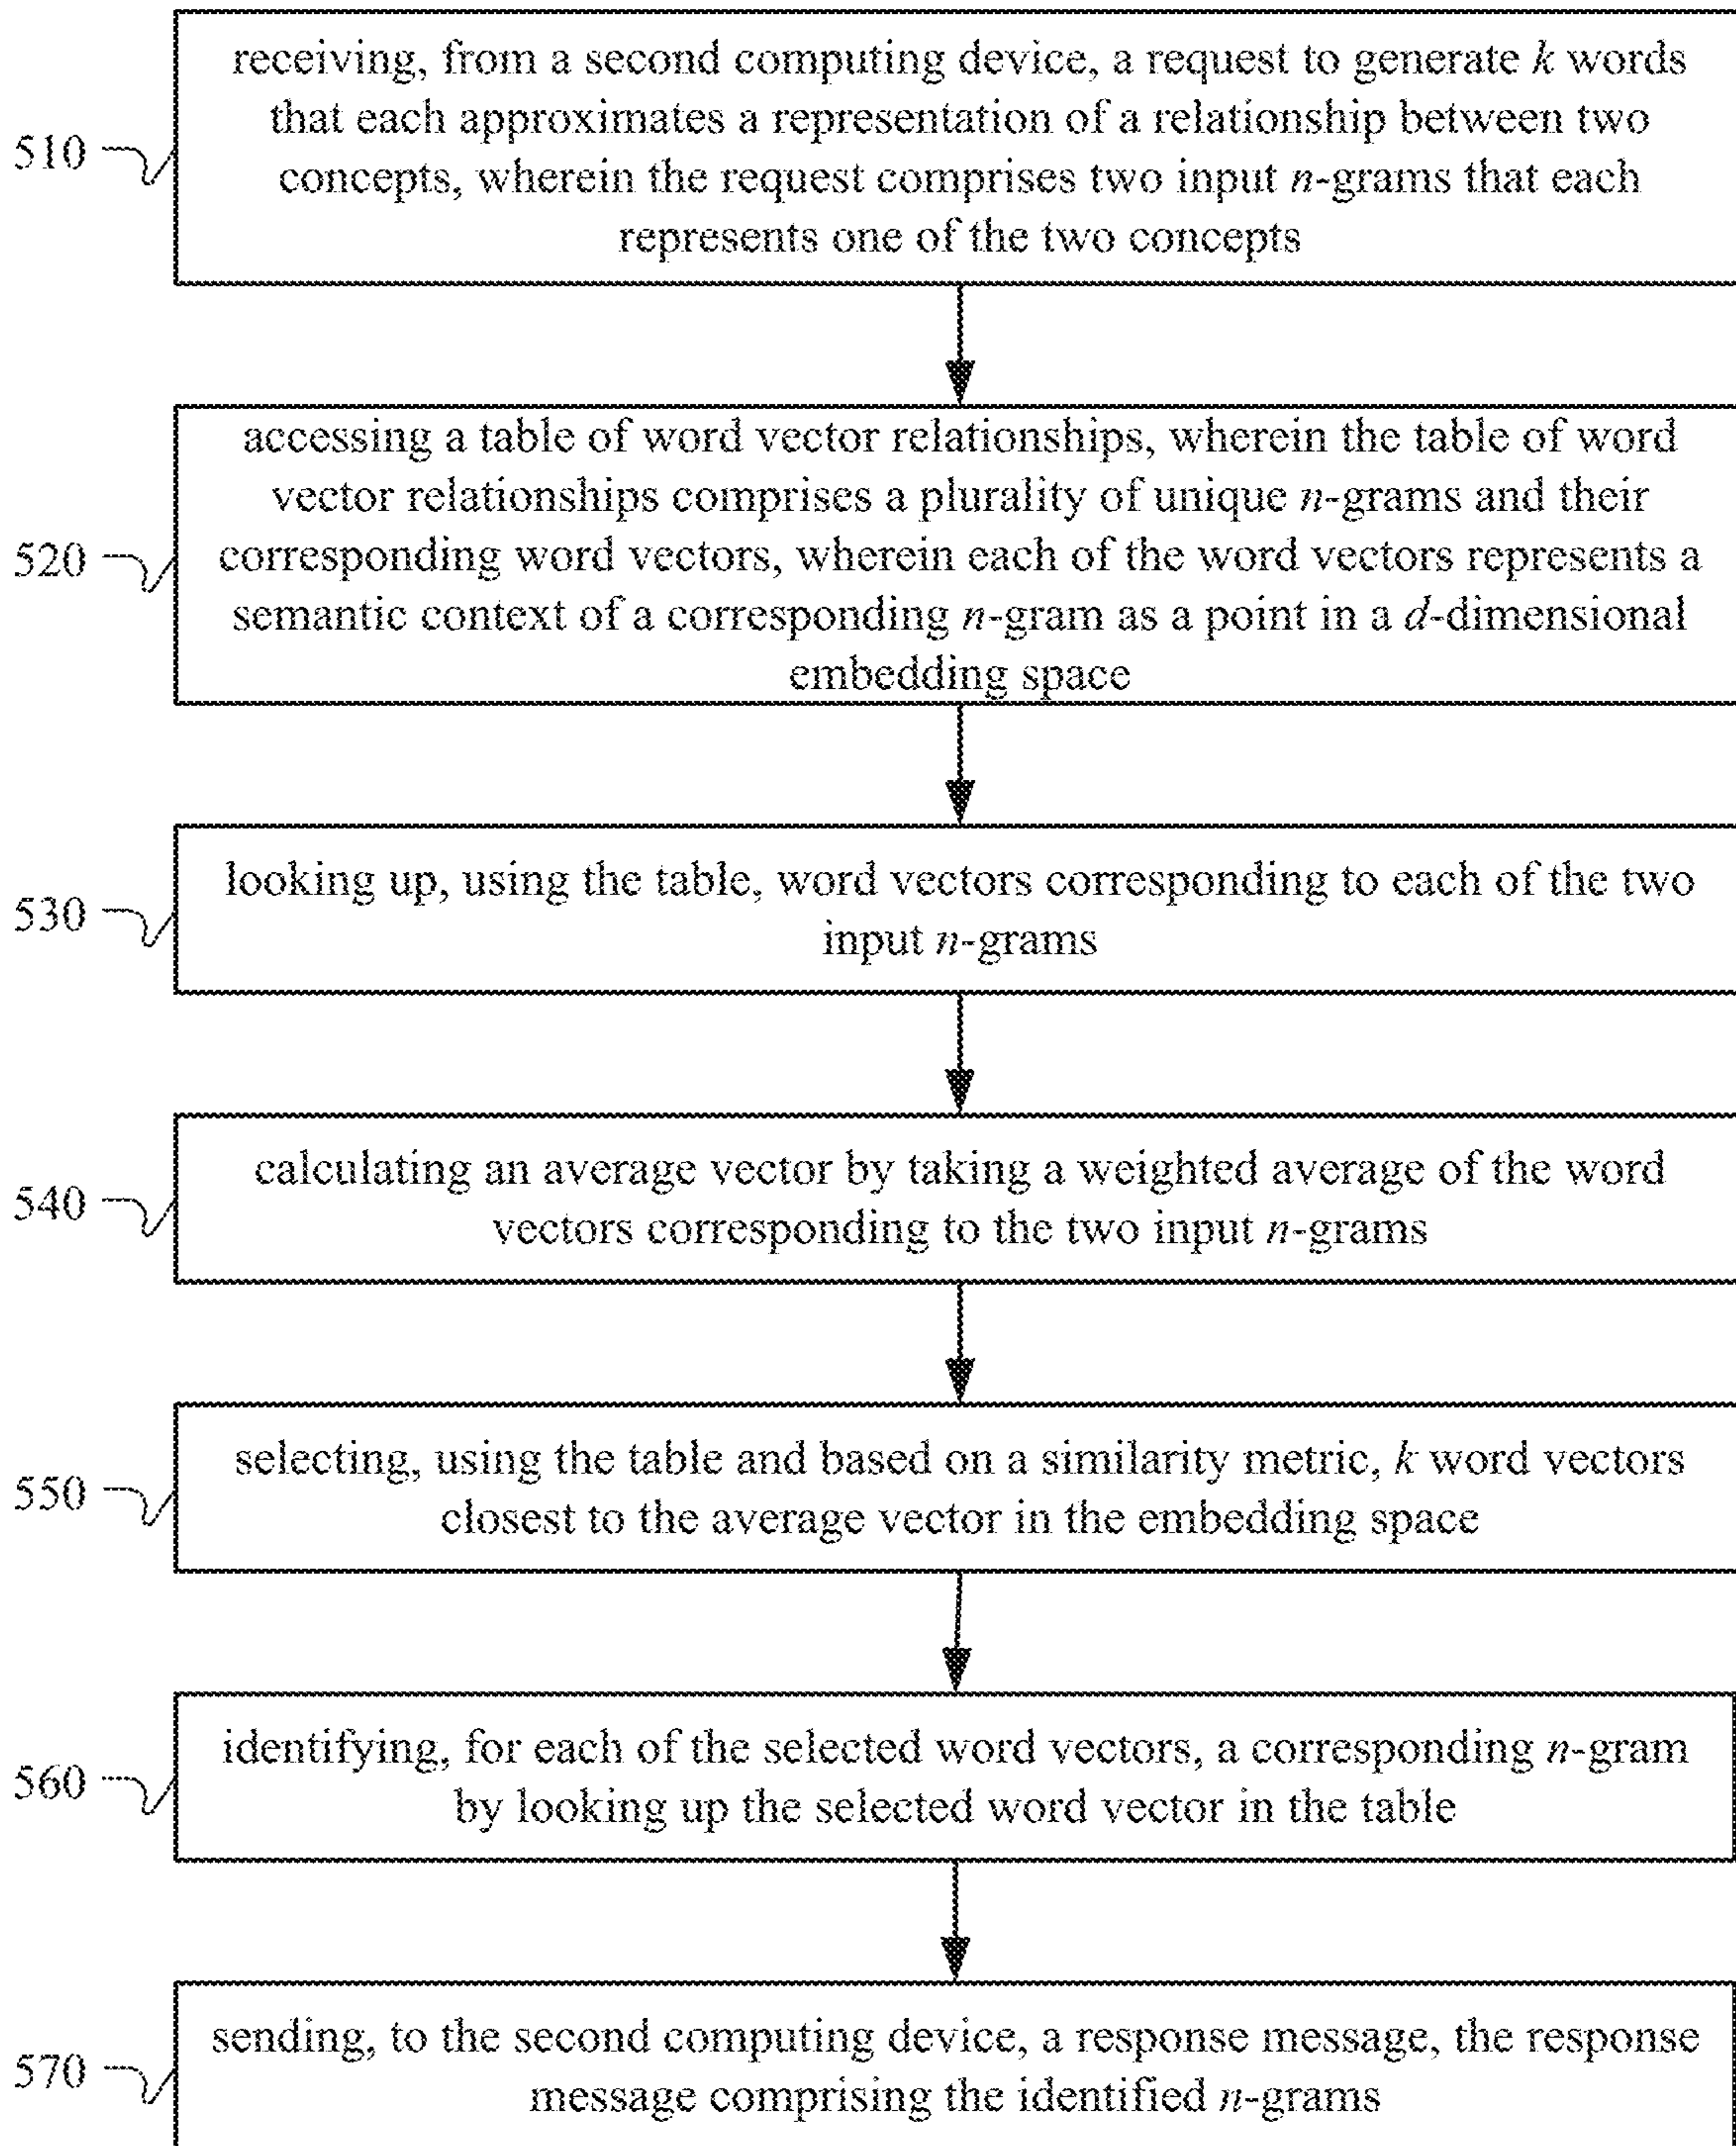 receiving, from a second computing device, a request to generate k words
that each approximates a representation of a relationship between two
510
concepts, wherein the request comprises two input n-grams that each
represents one of the two concepts
accessing a table of word vector relationships, wherein the table of word
vector relationships comprises a plurality of unique n-grams and their
520
corresponding word vectors, wherein each of the word vectors represents a
semantic context of a corresponding n-gram as a point in a d-dimensional
embedding space
looking up, using the table, word vectors corresponding to each of the two
530
input n-grams
calculating an average vector by taking a weighted average of the word
540
vectors corresponding to the two input n-grams
selecting, using the table and based on a similarity metric, k word vectors
550
closest to the average vector in the embedding space
identifying, for each of the selected word vectors, a corresponding n-gram
560
by looking up the selected word vector in the table
sending, to the second computing device, a response message, the response
570
message comprising the identified n-grams